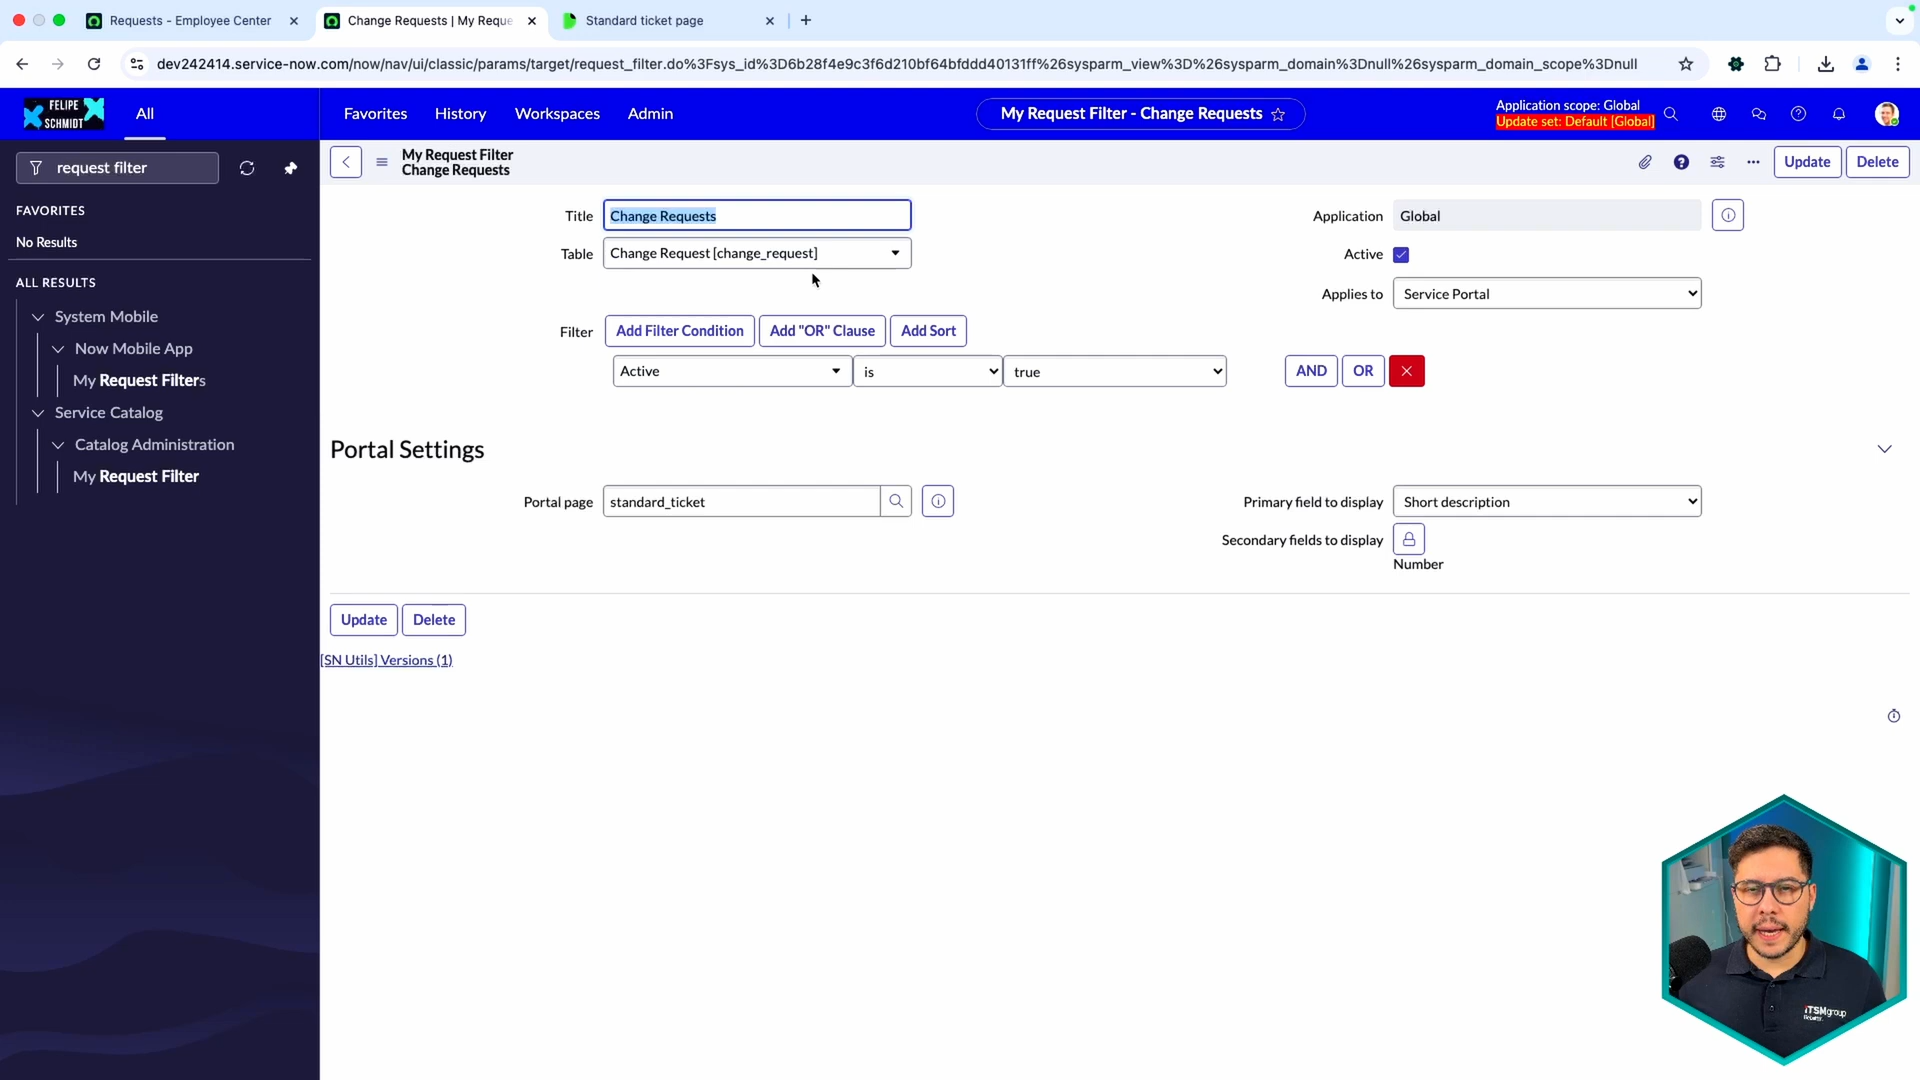 Requests - Employee Center
Change Requests | My Reque
Standard ticket page
dev242414.service-now.com/now/nav/ui/classic/params/target/request_filter.do%3Fsys_id%3D6b28f4e9c3f6d210bf64bfddd40131ff%26sysparm_view%3D%26sysparm_domain%3Dnull%26sysparm_domain_scope%3Dnull
FELIPE
SCHMIDT
All
Favorites
History
Workspaces
Admin
My Request Filter - Change Requests
Application scope: Global
Update set: Default [Global]
request filter
My Request Filter
Change Requests
Update
Delete
FAVORITES
No Results
ALL RESULTS
System Mobile
Now Mobile App
My Request Filters
Service Catalog
Catalog Administration
My Request Filter
Title
Change Requests
Application
Global
Table
Change Request [change_request]
Active
Applies to
Service Portal
Filter
Add Filter Condition
Add "OR" Clause
Add Sort
Active
is
true
AND
OR
Portal Settings
Portal page
standard_ticket
Primary field to display
Short description
Secondary fields to display
Number
Update
Delete
[SN Utils] Versions (1)
iTSMgroup